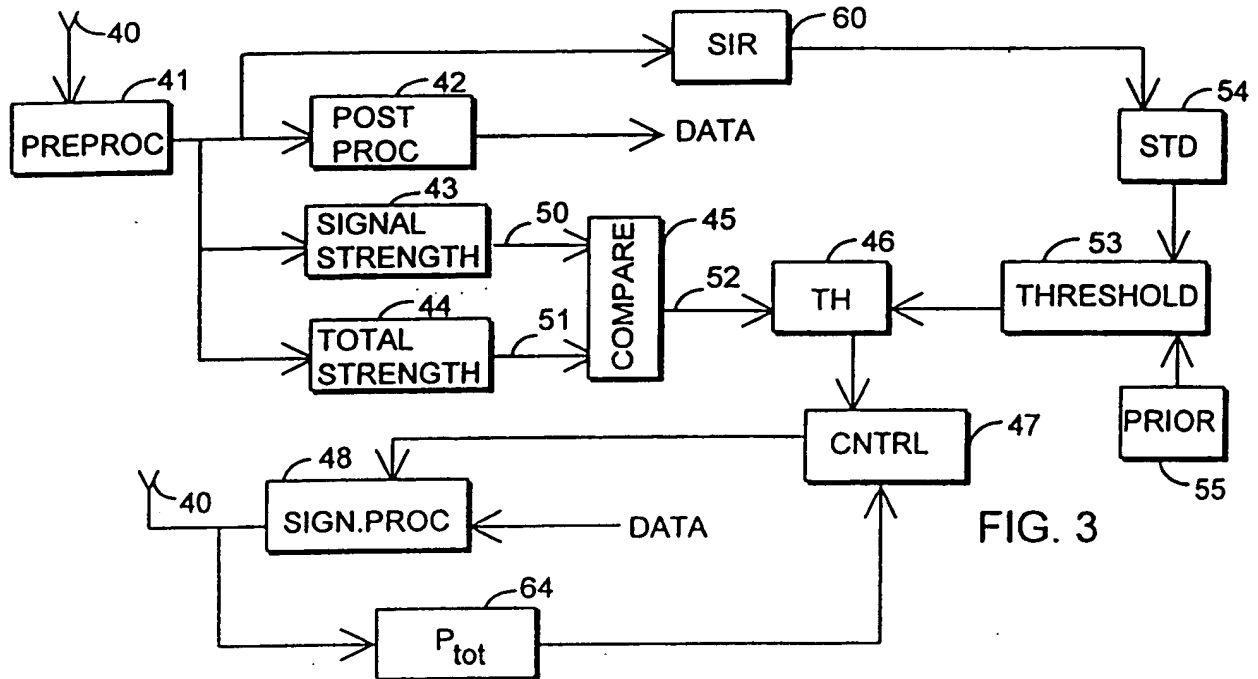 40
60
SIR
41
42
54
PREPROC
POST
PROC
DATA
STD
43
SIGNAL
STRENGTH
50
45
COMPARE
46
53
52
TH
THRESHOLD
44
TOTAL
STRENGTH
51
CNTRL
47
PRIOR
55
48
40
SIGN.PROC
DATA
FIG. 3
64
Ptot